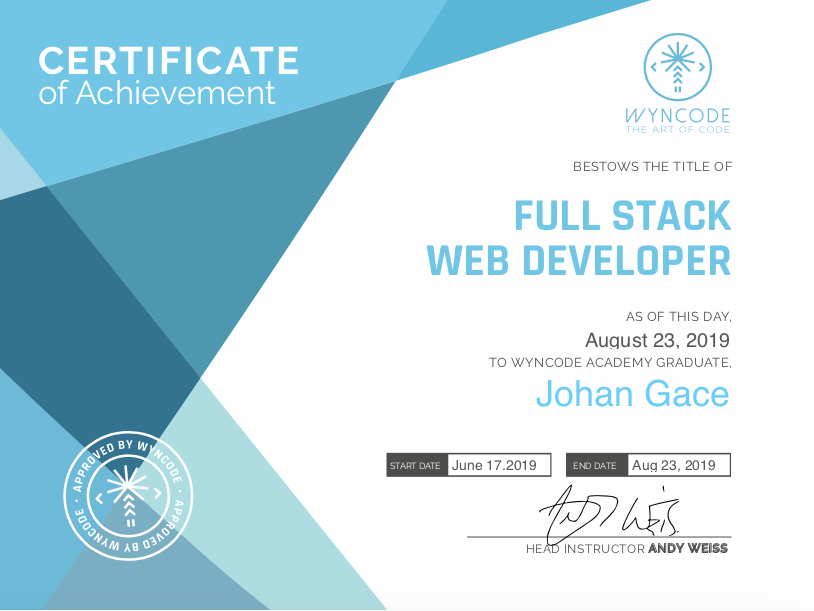 CERTIFICATE
of Achievement
WYNCODE
THE ART OF CODE
BESTOWS THE TITLE OF
FULL STACK
WEB DEVELOPER
AS OF THIS DAY,
August 23, 2019
TO WYNCODE ACADEMY GRADUATE,
Johan Gace
START DATE June 17.2019 END DATE Aug 23, 2019
Andy Weiss
HEAD INSTRUCTOR ANDY WEISS
APPROVED BY WYNCODE · APPROVED BY WYNCODE ·